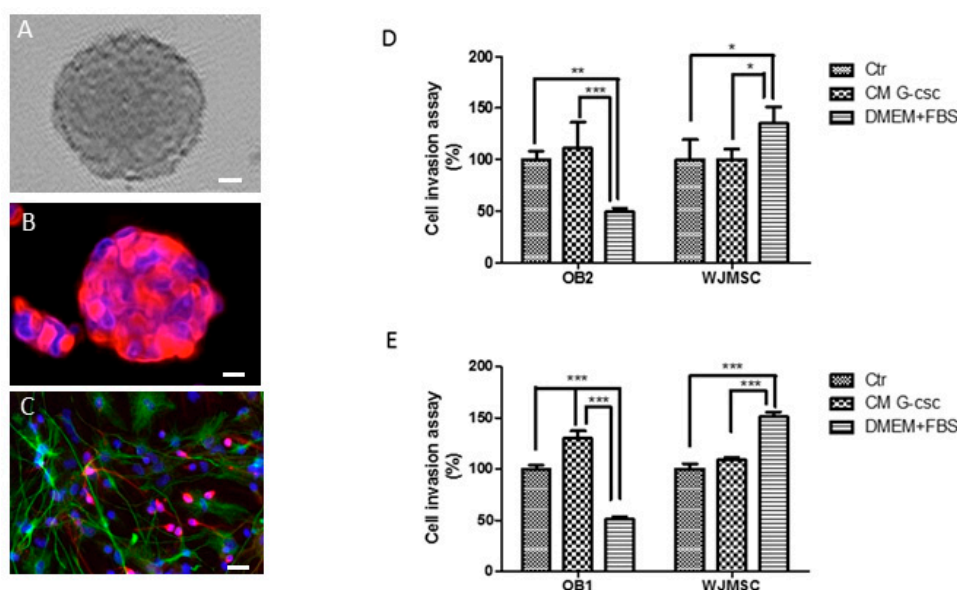 A
B
C
D
Cell invasion assay
(%)
200
150
100
50
0
**
***
*
*
OB2
WJMSC
Ctr
CM G-csc
DMEM+FBS
E
Cell invasion assay
(%)
200
150
100
50
0
***
***
***
***
OB1
WJMSC
Ctr
CM G-csc
DMEM+FBS